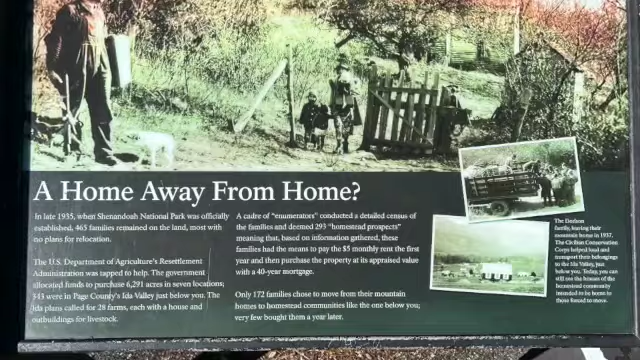 A Home Away From Home?
In late 1935, when Shenandoah National Park was officially
established, 465 families remained on the land, most with
no plans for relocation.
The U.S. Department of Agriculture's Resettlement
Administration was tapped to help. The government
allocated funds to purchase 6,291 acres in seven locations;
343 were in Page County's Ida Valley just below you. The
Ida plans called for 28 farms, each with a house and
outbuildings for livestock.
A cadre of "enumerators" conducted a detailed census of
the families and deemed 293 "homestead prospects"
meaning that, based on information gathered, these
families had the means to pay the $5 monthly rent the first
year and then purchase the property at its appraised value
with a 40-year mortgage.
Only 172 families chose to move from their mountain
homes to homestead communities like the one below you;
very few bought them a year later.
The
family, leaving their
mountain home in 1937.
The Civilian Conservation
Corps helped load and
transport their belongings
to the Ida Valley, just
below you. Today, you can
still see the houses of the
homestead community
intended to be home to
those forced to move.